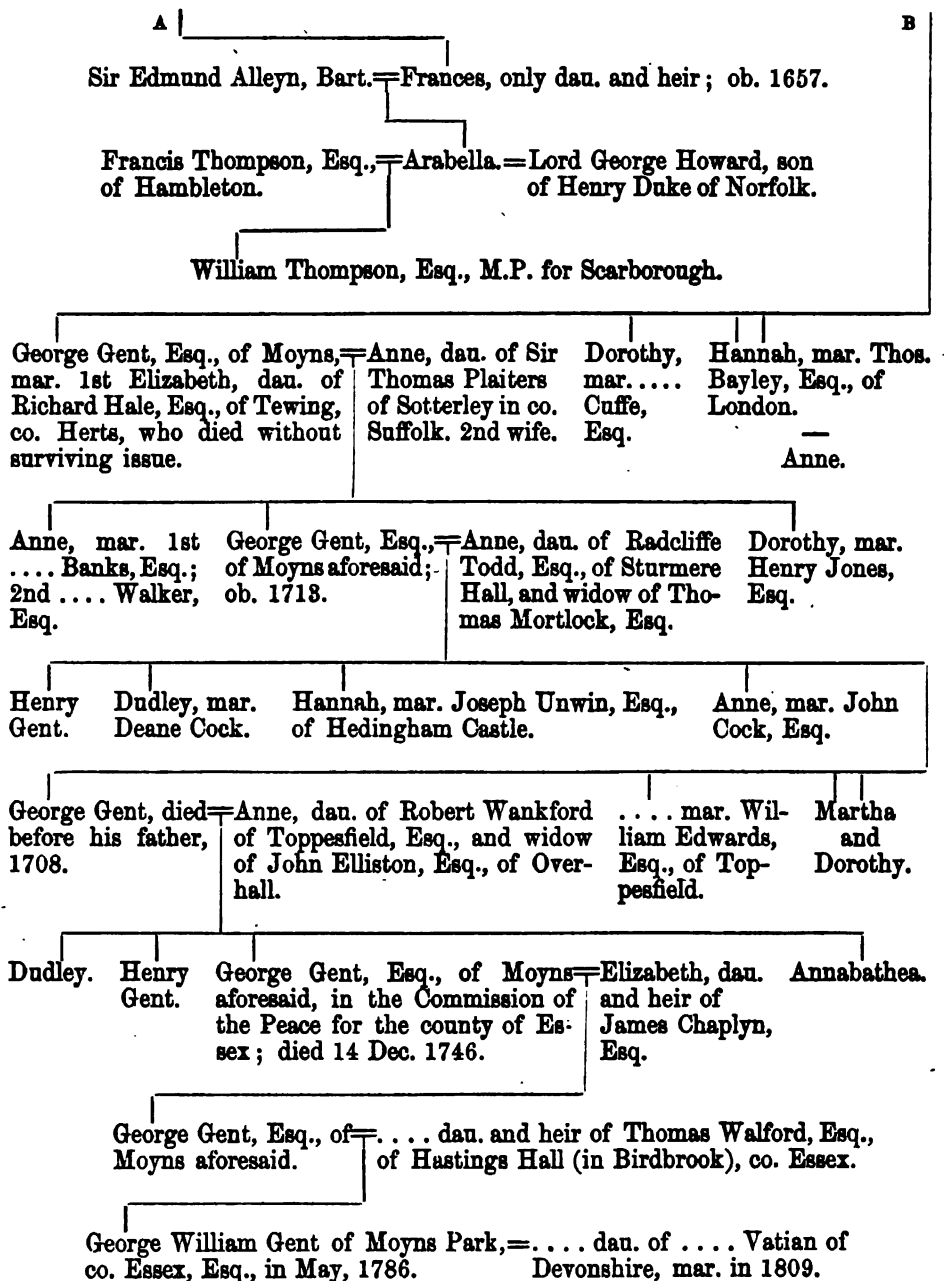 A B
Sir Edmund Alleyn, Bart.=Frances, only dau. and heir; ob. 1657.
Francis Thompson, Esq.,=Arabella.=Lord George Howard, son
of Hambleton. of Henry Duke of Norfolk.
William Thompson, Esq., M.P. for Scarborough.
George Gent, Esq., of Moyns,=Anne, dau. of Sir Dorothy, Hannah, mar. Thos.
mar. 1st Elizabeth, dau. of Thomas Plaiters mar..... Bayley, Esq., of
Richard Hale, Esq., of Tewing, of Sotterley in co. Cuffe, London.
co. Herts, who died without Suffolk. 2nd wife. Esq. —
surviving issue. Anne.
Anne, mar. 1st George Gent, Esq.,=Anne, dau. of Radcliffe Dorothy, mar.
.... Banks, Esq.; of Moyns aforesaid; Todd, Esq., of Sturmere Henry Jones,
2nd .... Walker, ob. 1713. Hall, and widow of Tho- Esq.
Esq. mas Mortlock, Esq.
Henry Dudley, mar. Hannah, mar. Joseph Unwin, Esq., Anne, mar. John
Gent. Deane Cock. of Hedingham Castle. Cock, Esq.
George Gent, died=Anne, dau. of Robert Wankford .... mar. Wil- Martha
before his father, of Toppesfield, Esq., and widow liam Edwards, and
1708. of John Elliston, Esq., of Over- Esq., of Top- Dorothy.
hall. pesfield.
Dudley. Henry George Gent, Esq., of Moyns=Elizabeth, dau. Annabathea.
Gent. aforesaid, in the Commission of and heir of
the Peace for the county of Es- James Chaplyn,
sex; died 14 Dec. 1746. Esq.
George Gent, Esq., of=.... dau. and heir of Thomas Walford, Esq.,
Moyns aforesaid. of Hastings Hall (in Birdbrook), co. Essex.
George William Gent of Moyns Park,=.... dau. of .... Vatian of
co. Essex, Esq., in May, 1786. Devonshire, mar. in 1809.